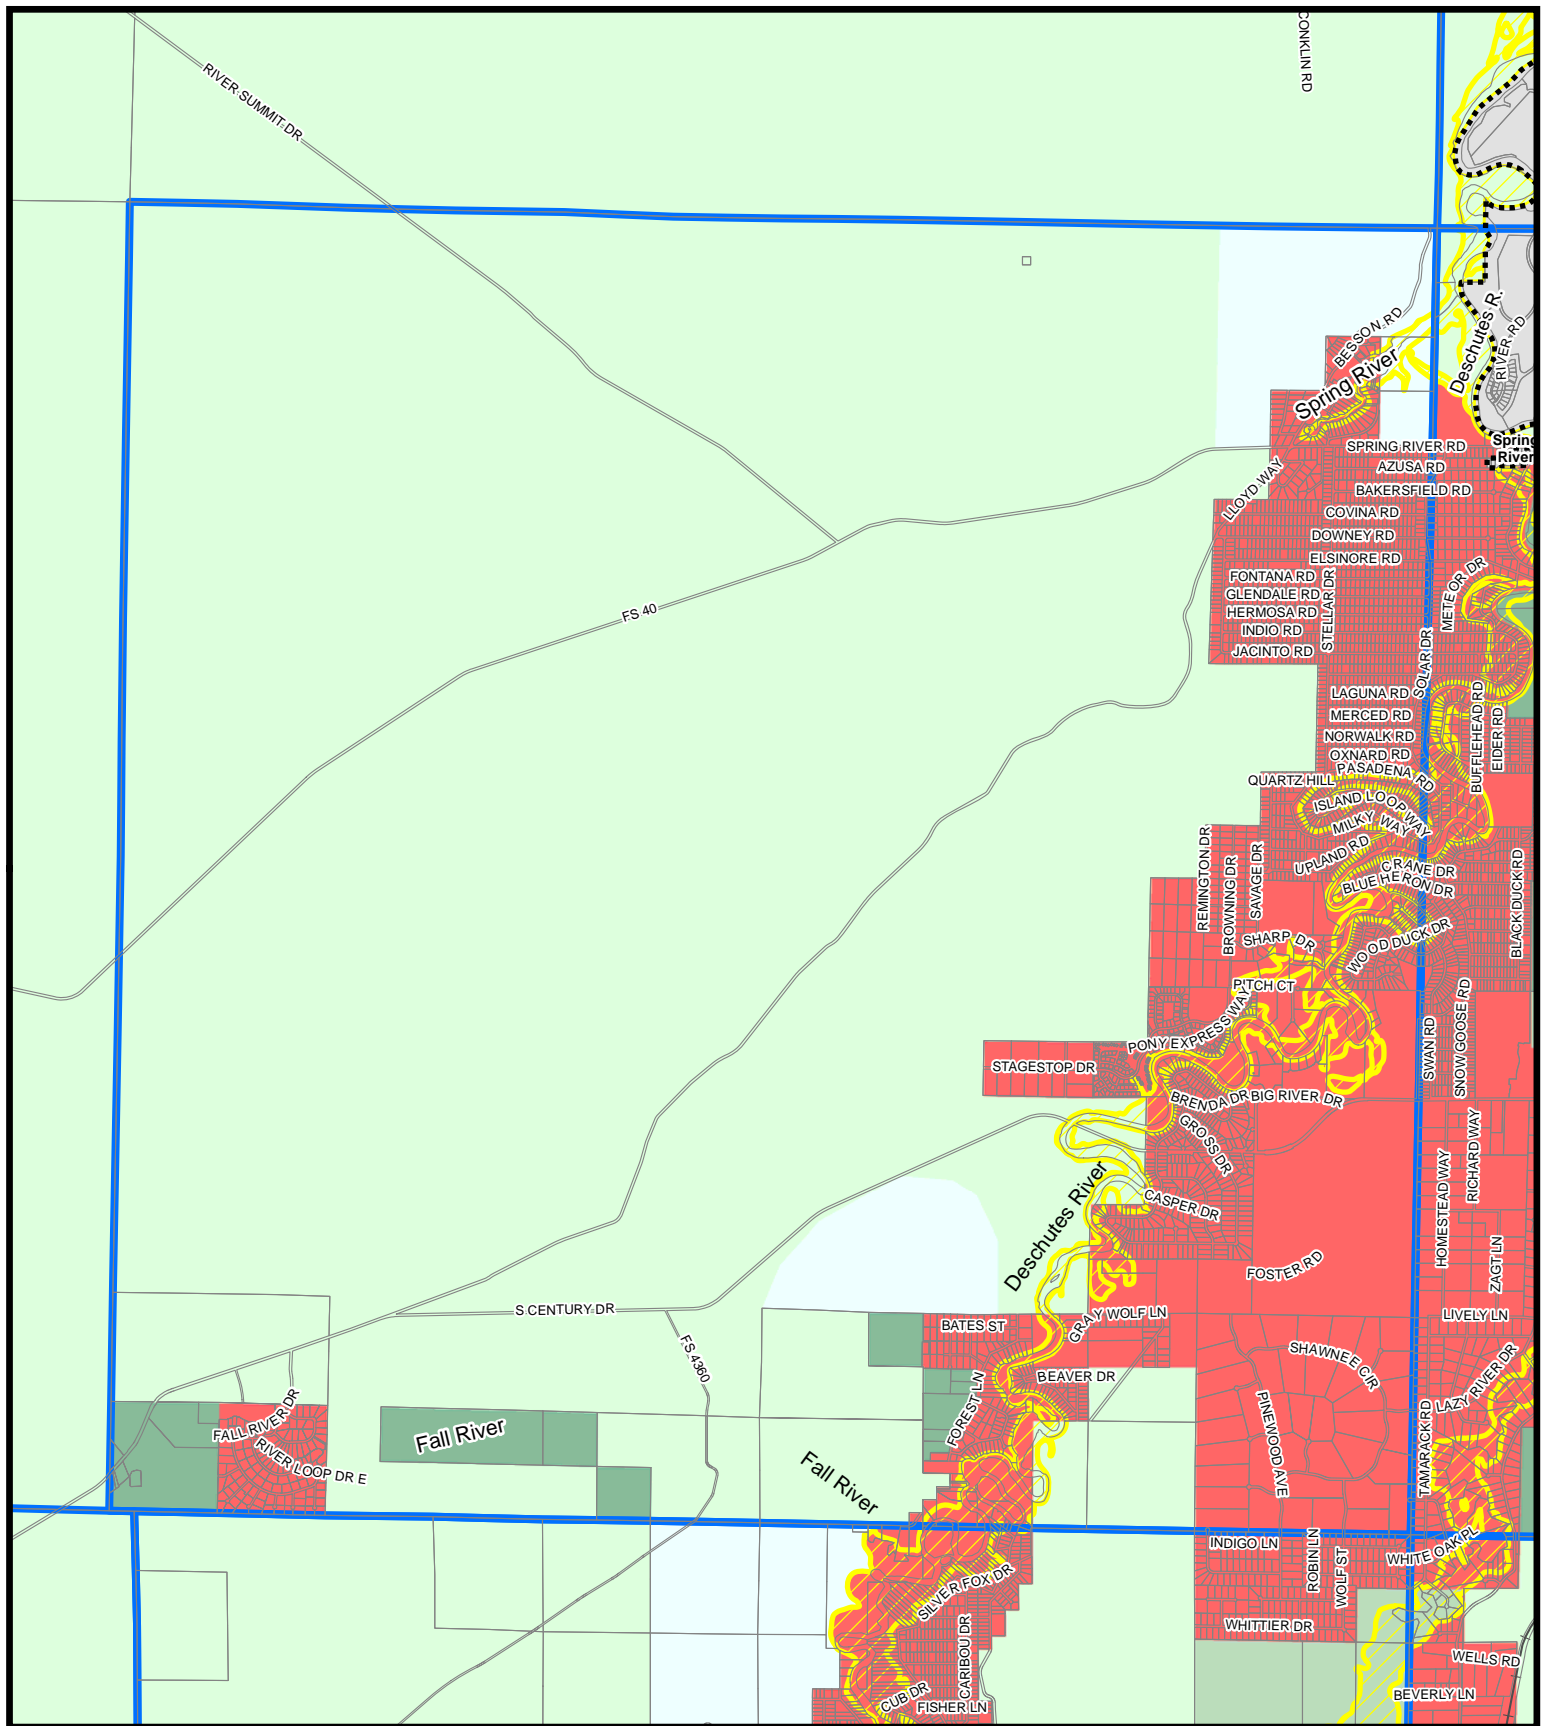 CONKLIN RD
RIVER SUMMIT DR
BESSON RD
Deschutes R.
RIVER RD
Spring River
SPRING RIVER RD
Spring
River
AZUSA RD
LLOYD WAY
BAKERSFIELD RD
COVINA RD
DOWNEY RD
ELSINORE RD
FONTANA RD
GLENDALE RD
HERMOSA RD
INDIO RD
JACINTO RD
STELLAR DR
METEOR DR
FS 40
SOLAR DR
LAGUNA RD
MERCED RD
NORWALK RD
OXNARD RD
PASADENA RD
BUFFLEHEAD RD
EIDER RD
QUARTZ HILL
ISLAND LOOP WAY
MILKY WAY
UPLAND RD
CRANE DR
BLUE HERON DR
REMINGTON DR
BROWNING DR
SAVAGE DR
BLACK DUCK RD
SHARP DR
WOOD DUCK DR
PITCH CT
PONY EXPRESS WAY
SWAN RD
SNOW GOOSE RD
STAGESTOP DR
BRENDA DR
BIG RIVER DR
GROSS DR
RICHARD WAY
HOMESTEAD WAY
Deschutes River
CASPER DR
FOSTER RD
ZAGT LN
S CENTURY DR
BATES ST
GRAY WOLF LN
LIVELY LN
FS 4360
SHAWNEE CIR
BEAVER DR
LAZY RIVER DR
FOREST LN
PINEWOOD AVE
TAMARACK RD
FALL RIVER DR
RIVER LOOP DR E
Fall River
Fall River
INDIGO LN
ROBIN LN
WOLF ST
WHITE OAK PL
SILVER FOX DR
CARIBOU DR
WHITTIER DR
WELLS RD
CUB DR
FISHER LN
BEVERLY LN